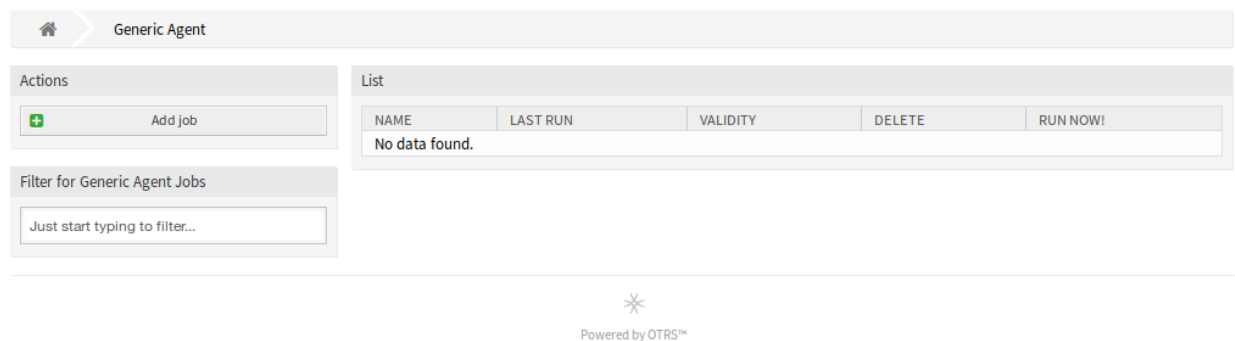 Generic Agent
Actions
Add job
Filter for Generic Agent Jobs
Just start typing to filter...
List
NAME LAST RUN VALIDITY DELETE RUN NOW!
No data found.
Powered by OTRS™